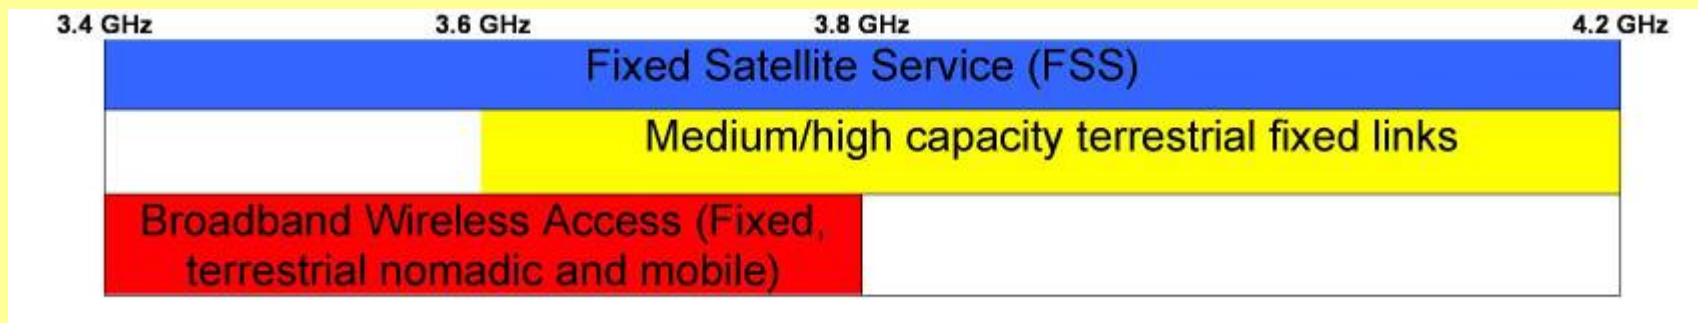 3.4 GHz 3.6 GHz 3.8 GHz 4.2 GHz
Fixed Satellite Service (FSS)
Medium/high capacity terrestrial fixed links
Broadband Wireless Access (Fixed,
terrestrial nomadic and mobile)